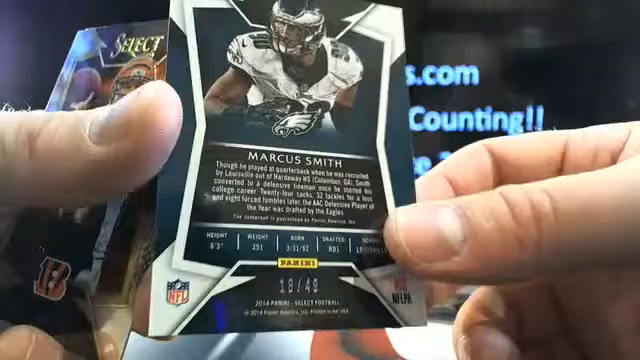 SELECT
s.com
Counting!!
MARCUS SMITH
Though he played at quarterback when he was recruited
by Louisville out of Hardaway HS (Columbus, GA), Smith
converted to a defensive lineman once he started his
college career. Twenty-four sacks, 32 tackles for a loss
and eight forced fumbles later, the AAC Defensive Player of
the Year was drafted by the Eagles.
The autograph is guaranteed by Panini America, Inc.
HEIGHT WEIGHT BORN DRAFTED SCHOOL
6'3" 251 3/31/92 RD1
PANINI
18/49
NFL
NFLPA
2014 PANINI - SELECT FOOTBALL
© 2014 Panini America, Inc. Printed in the USA